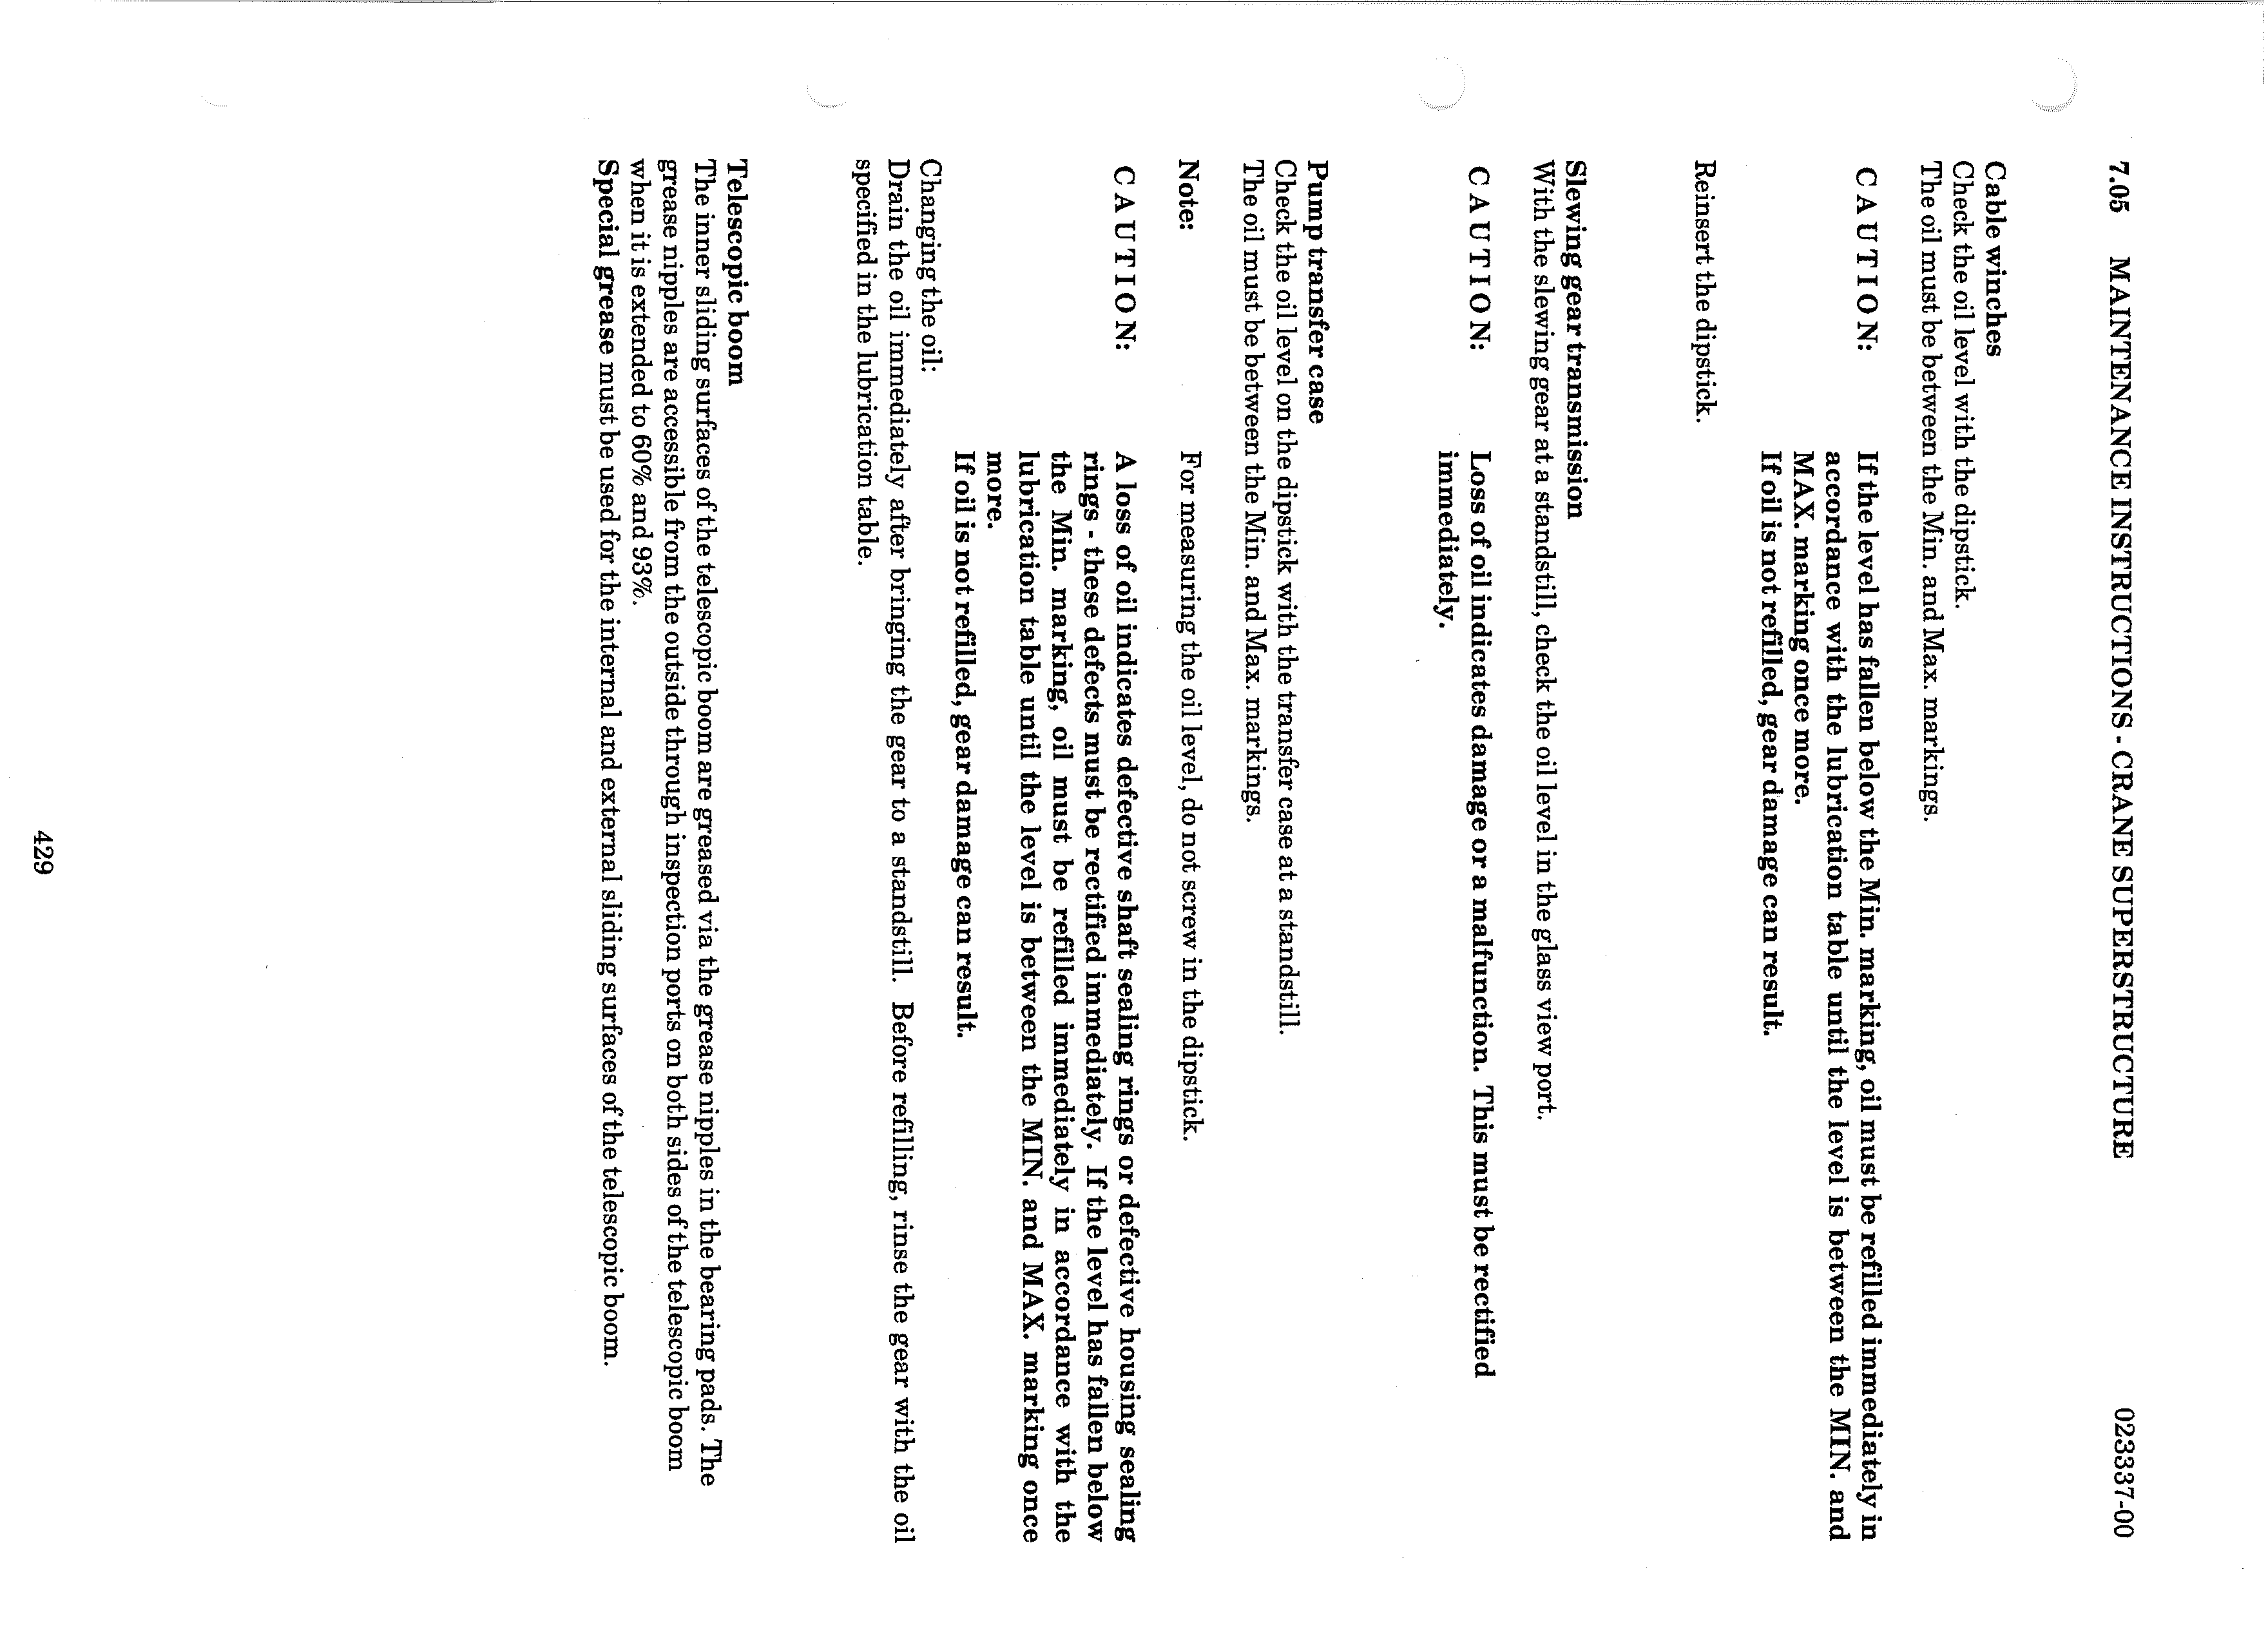 7.05 MAINTENANCE INSTRUCTIONS - CRANE SUPERSTRUCTURE 023337-00
Cable winches
Check the oil level with the dipstick.
The oil must be between the Min. and Max. markings.
CAUTION: If the level has fallen below the Min. marking, oil must be refilled immediately in
accordance with the lubrication table until the level is between the MIN. and
MAX. marking once more.
If oil is not refilled, gear damage can result.
Reinsert the dipstick.
Slewing gear transmission
With the slewing gear at a standstill, check the oil level in the glass view port.
CAUTION: Loss of oil indicates damage or a malfunction. This must be rectified
immediately.
Pump transfer case
Check the oil level on the dipstick with the transfer case at a standstill.
The oil must be between the Min. and Max. markings.
Note: For measuring the oil level, do not screw in the dipstick.
CAUTION: A loss of oil indicates defective shaft sealing rings or defective housing sealing
rings - these defects must be rectified immediately. If the level has fallen below
the Min. marking, oil must be refilled immediately in accordance with the
lubrication table until the level is between the MIN. and MAX. marking once
more.
If oil is not refilled, gear damage can result.
Changing the oil:
Drain the oil immediately after bringing the gear to a standstill. Before refilling, rinse the gear with the oil
specified in the lubrication table.
Telescopic boom
The inner sliding surfaces of the telescopic boom are greased via the grease nipples in the bearing pads. The
grease nipples are accessible from the outside through inspection ports on both sides of the telescopic boom
when it is extended to 60% and 93%.
Special grease must be used for the internal and external sliding surfaces of the telescopic boom.
429